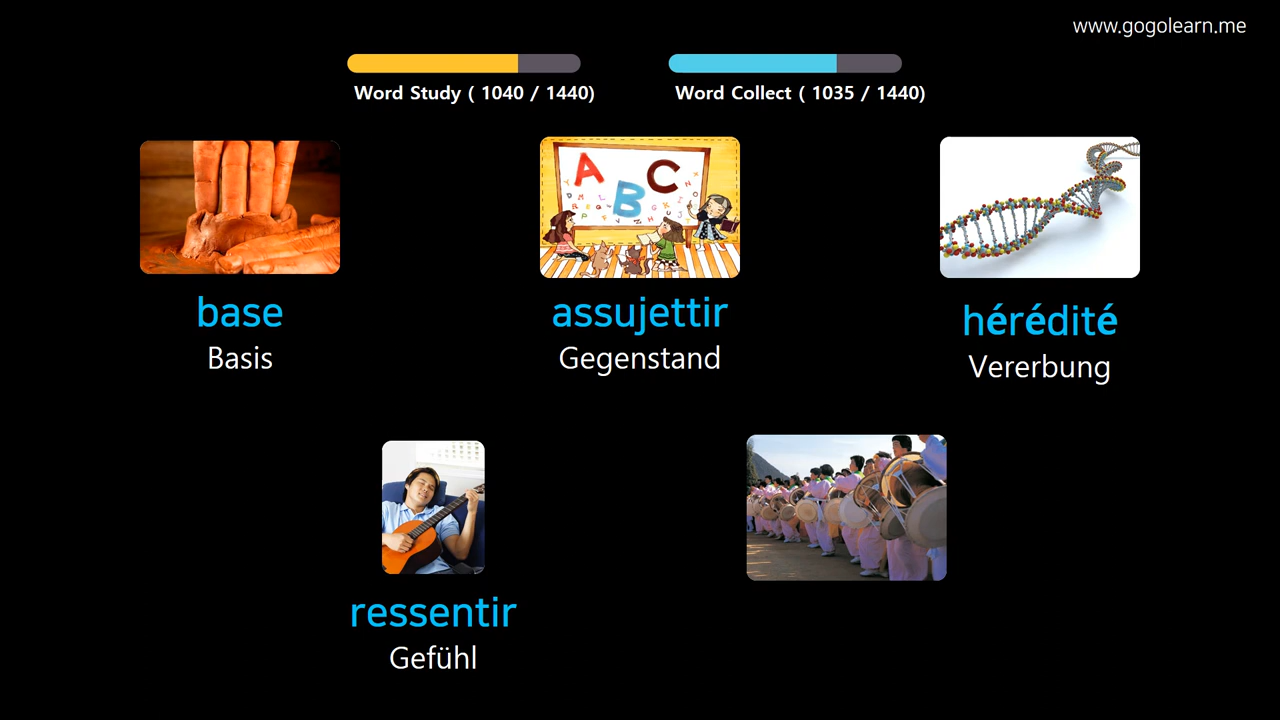 www.gogolearn.me
Word Study ( 1040 / 1440)
Word Collect ( 1035 / 1440)
A B C
base
Basis
assujettir
Gegenstand
hérédité
Vererbung
ressentir
Gefühl